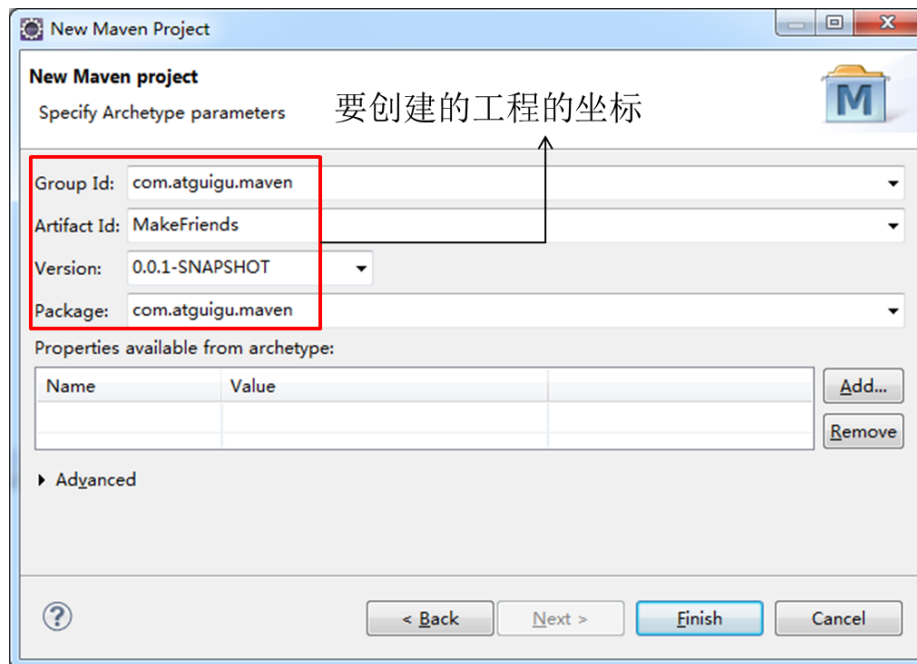 New Maven Project
New Maven project
Specify Archetype parameters
要创建的工程的坐标
M
Group Id: com.atguigu.maven
Artifact Id: MakeFriends
Version: 0.0.1-SNAPSHOT
Package: com.atguigu.maven
Properties available from archetype:
Name Value
Add...
Remove
Advanced
? < Back Next > Finish Cancel